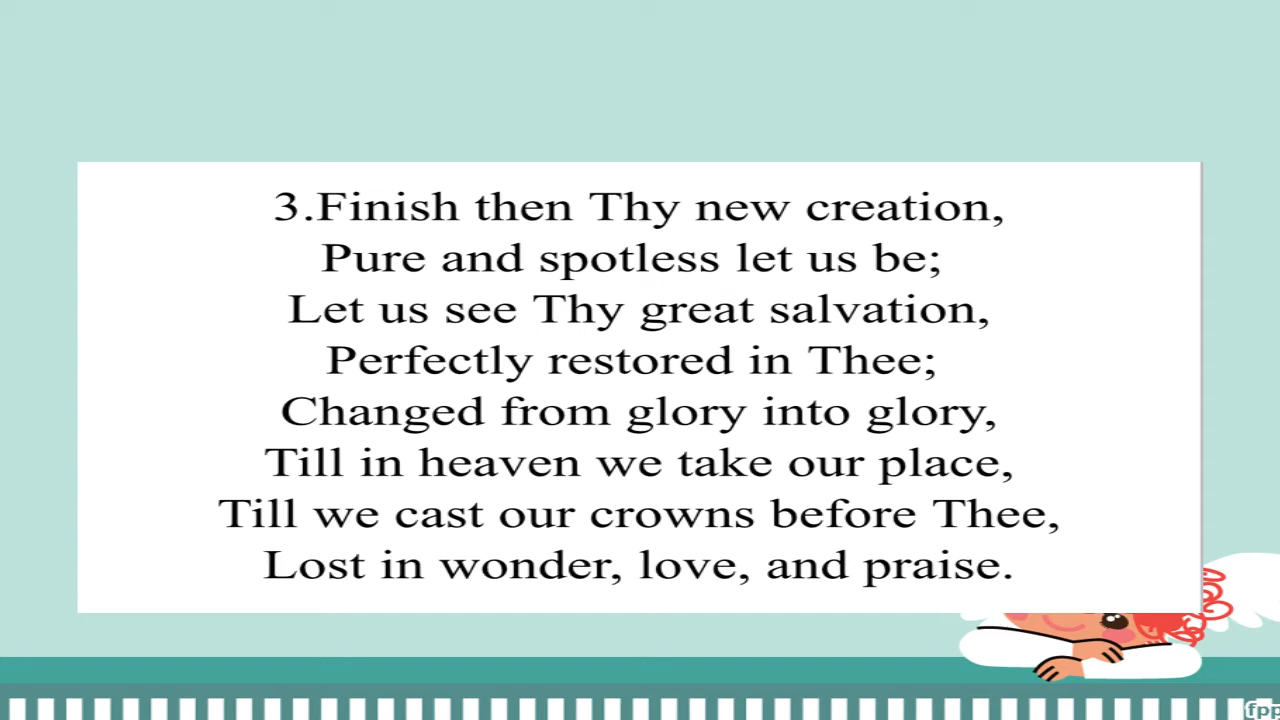 3.Finish then Thy new creation,
Pure and spotless let us be;
Let us see Thy great salvation,
Perfectly restored in Thee;
Changed from glory into glory,
Till in heaven we take our place,
Till we cast our crowns before Thee,
Lost in wonder, love, and praise.
fpp